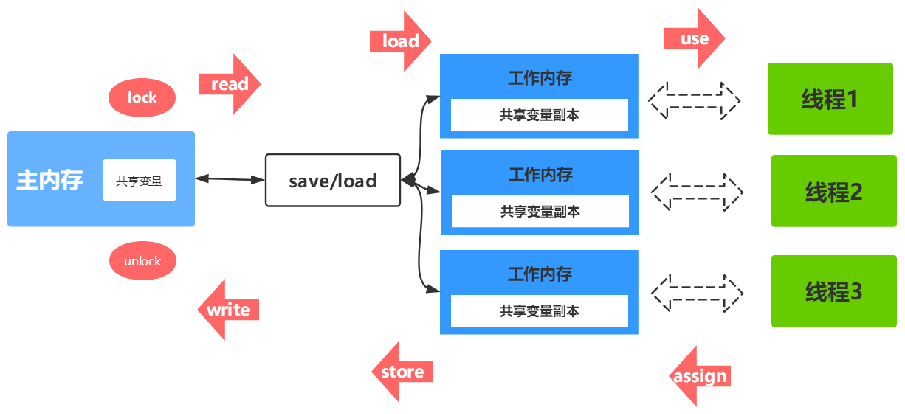 load
use
read
lock
工作内存
共享变量副本
线程1
主内存
共享变量
save/load
工作内存
共享变量副本
线程2
unlock
工作内存
共享变量副本
线程3
write
store
assign